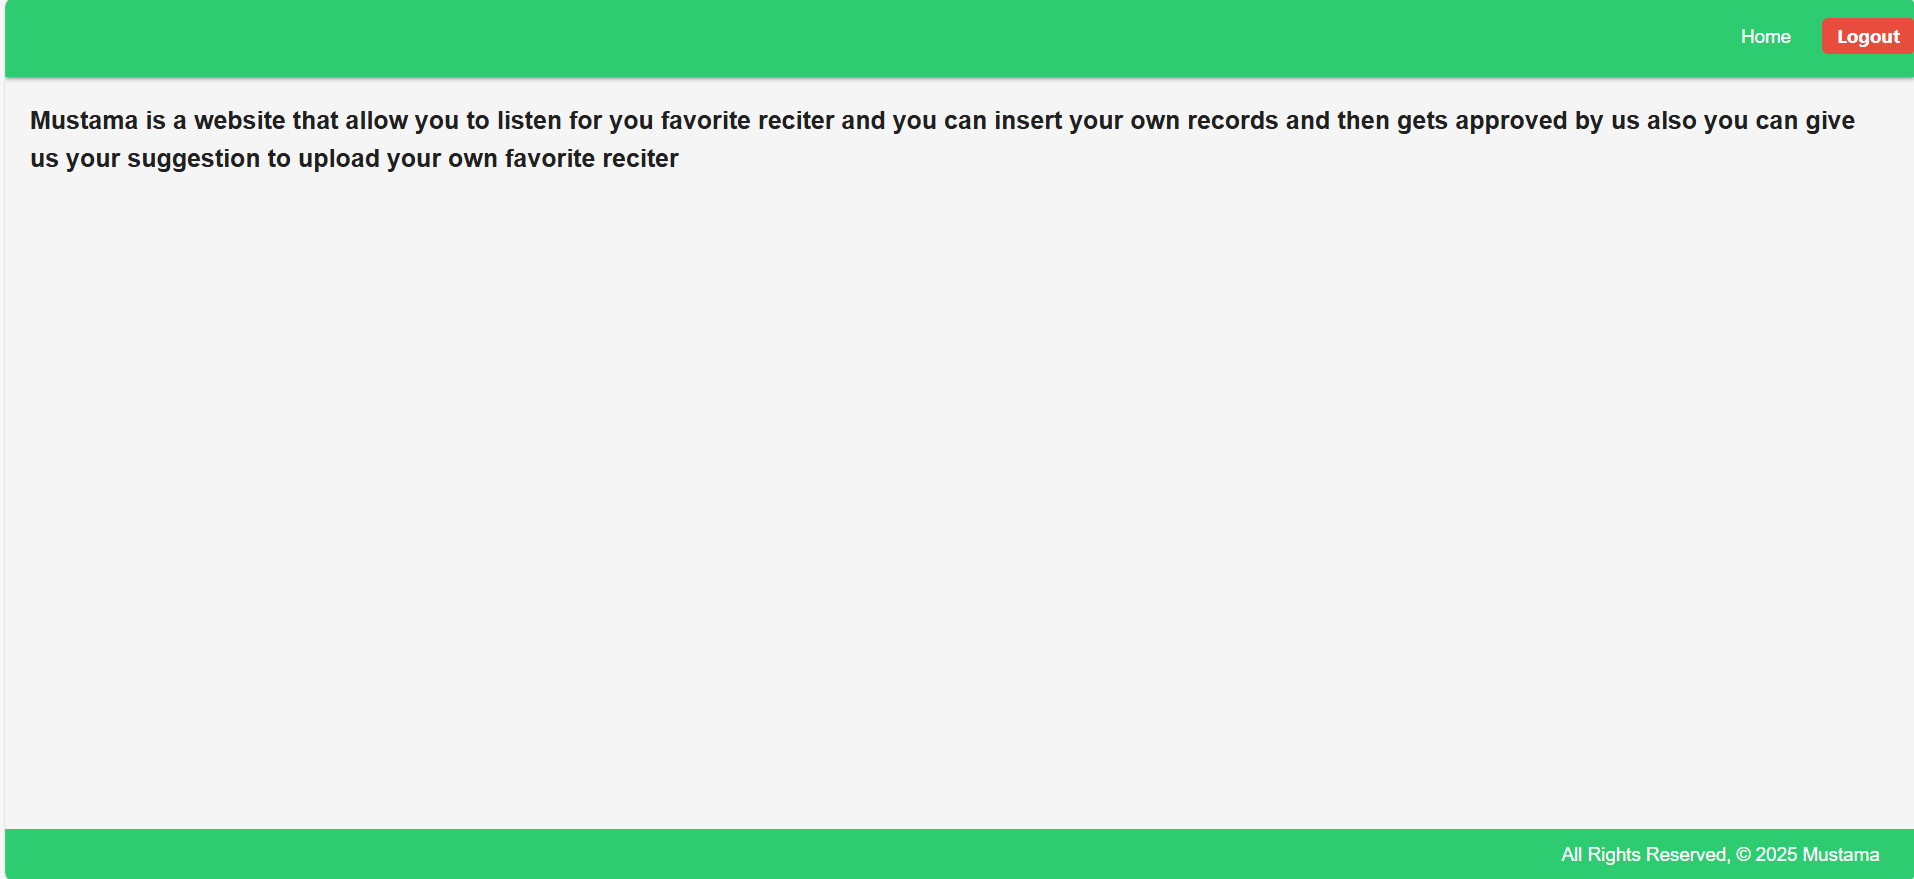 Home
Logout
Mustama is a website that allow you to listen for you favorite reciter and you can insert your own records and then gets approved by us also you can give
us your suggestion to upload your own favorite reciter
All Rights Reserved, © 2025 Mustama